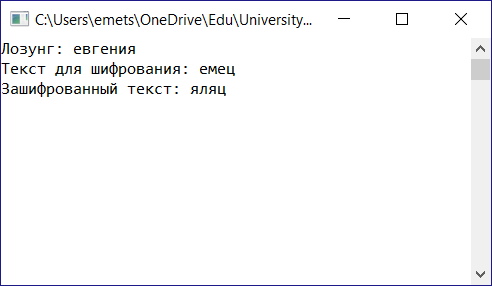 C:\Users\emets\OneDrive\Edu\University...
Лозунг: евгения
Текст для шифрования: емец
Зашифрованный текст: яляц